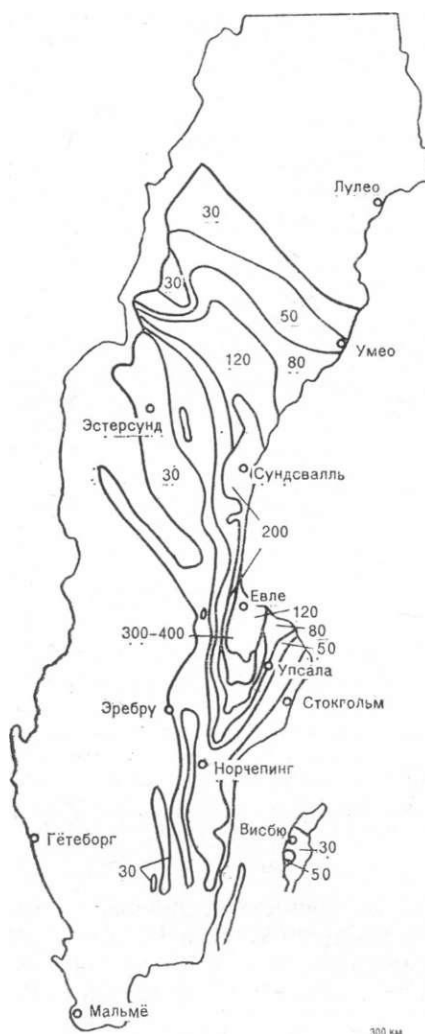 Лулео
30
30
50
Умео
120
80
Эстерсунд
Сундсвалль
30
200
Евле
120
300-400
80
50
Упсала
Эребру
Стокгольм
Норчепинг
Висбю
Гётеборг
30
30
50
Мальмё
300 км